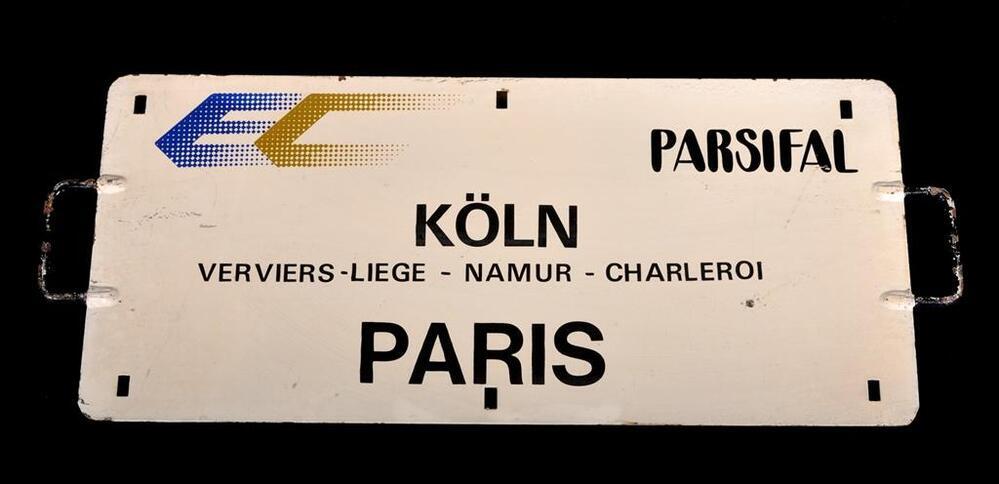 EC
PARSIFAL
KÖLN
VERVIERS-LIEGE - NAMUR - CHARLEROI
PARIS